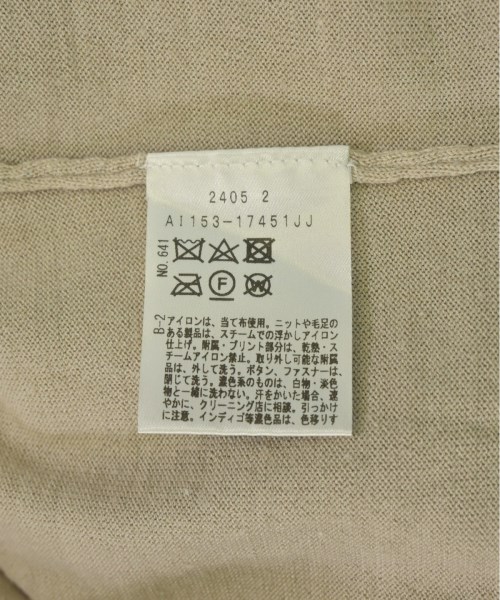 2405 2
AI153-17451JJ
NO.641
F
W
B-2
アイロンは、当て布使用。ニットや毛足の
ある製品は、スチームでの浮かしアイロン
仕上げ。附属・プリント部分は、乾熱・ス
チームアイロン禁止。取り外し可能な附属
品は、外して洗う。ボタン、ファスナーは、
閉じて洗う。濃色系のものは、白物・淡色
物と一緒に洗わない。汗をかいた場合、速
やかに、クリーニング店に相談。引っかけ
に注意。インディゴ等濃色品は、色移りす